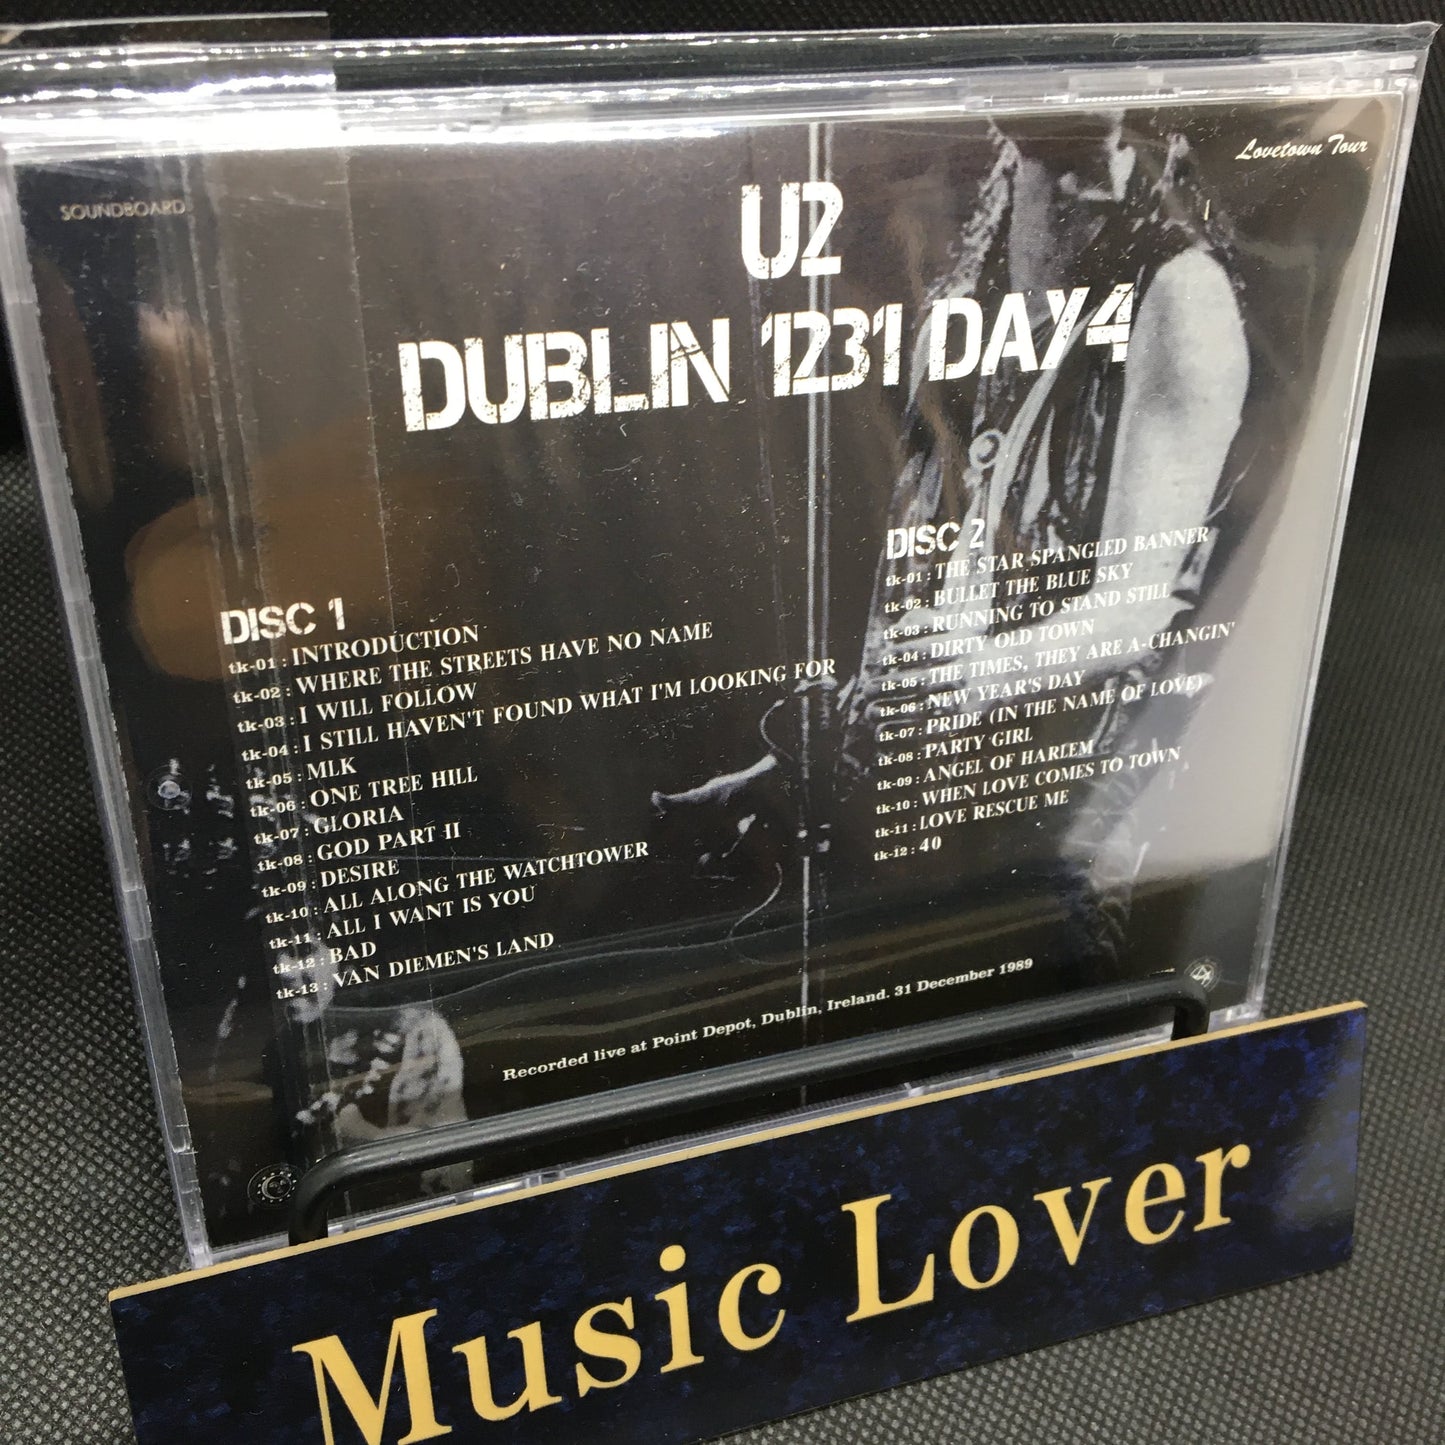 Lovetown Tour
SOUNDBOARD
U2
DUBLIN 1231 DAY4
DISC 1
tk-01 : INTRODUCTION
tk-02 : WHERE THE STREETS HAVE NO NAME
tk-03 : I WILL FOLLOW
tk-04 : I STILL HAVEN'T FOUND WHAT I'M LOOKING FOR
tk-05 : MLK
tk-06 : ONE TREE HILL
tk-07 : GLORIA
tk-08 : GOD PART II
tk-09 : DESIRE
tk-10 : ALL ALONG THE WATCHTOWER
tk-11 : ALL I WANT IS YOU
tk-12 : BAD
tk-13 : VAN DIEMEN'S LAND
DISC 2
tk-01 : THE STAR SPANGLED BANNER
tk-02 : BULLET THE BLUE SKY
tk-03 : RUNNING TO STAND STILL
tk-04 : DIRTY OLD TOWN
tk-05 : THE TIMES, THEY ARE A-CHANGIN'
tk-06 : NEW YEAR'S DAY
tk-07 : PRIDE (IN THE NAME OF LOVE)
tk-08 : PARTY GIRL
tk-09 : ANGEL OF HARLEM
tk-10 : WHEN LOVE COMES TO TOWN
tk-11 : LOVE RESCUE ME
tk-12 : 40
Recorded live at Point Depot, Dublin, Ireland. 31 December 1989
Music Lover